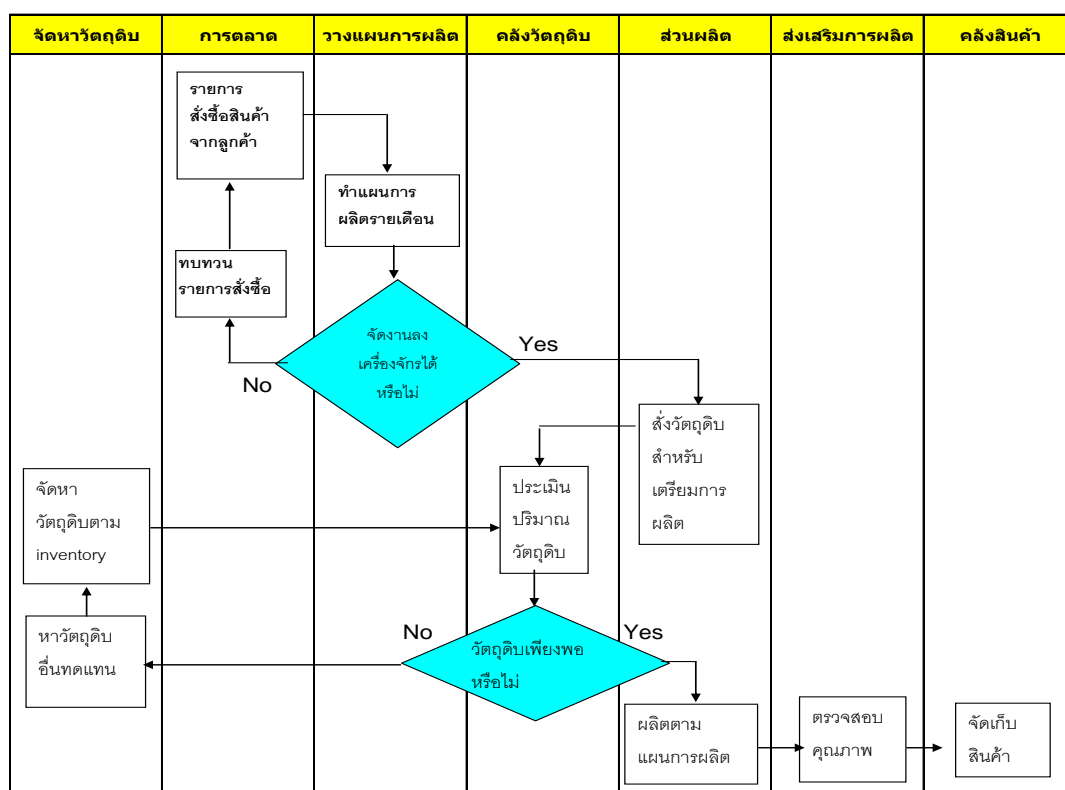 จัดหาวัตถุดิบ
การตลาด
วางแผนการผลิต
คลังวัตถุดิบ
ส่วนผลิต
ส่งเสริมการผลิต
คลังสินค้า
รายการ
สั่งซื้อสินค้า
จากลูกค้า
ทำแผนการ
ผลิตรายเดือน
ทบทวน
รายการสั่งซื้อ
จัดงานลง
เครื่องจักรได้
หรือไม่
Yes
No
สั่งวัตถุดิบ
สำหรับ
เตรียมการ
ผลิต
จัดหา
วัตถุดิบตาม
inventory
ประเมิน
ปริมาณ
วัตถุดิบ
หาวัตถุดิบ
อื่นทดแทน
No
วัตถุดิบเพียงพอ
หรือไม่
Yes
ผลิตตาม
แผนการผลิต
ตรวจสอบ
คุณภาพ
จัดเก็บ
สินค้า